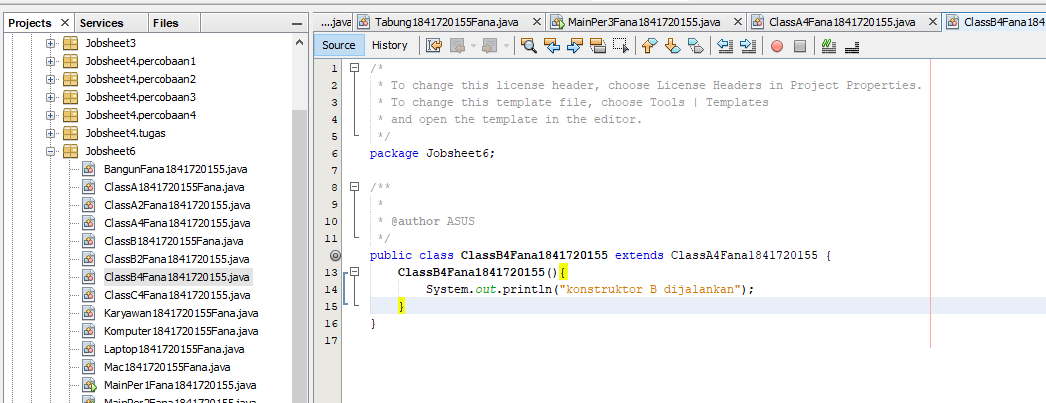 Projects Services Files
Jobsheet3
Jobsheet4.percobaan1
Jobsheet4.percobaan2
Jobsheet4.percobaan3
Jobsheet4.percobaan4
Jobsheet4.tugas
Jobsheet6
BangunFana1841720155.java
ClassA1841720155Fana.java
ClassA2Fana1841720155.java
ClassA4Fana1841720155.java
ClassB1841720155Fana.java
ClassB2Fana1841720155.java
ClassB4Fana1841720155.java
ClassC4Fana1841720155.java
Karyawan1841720155Fana.java
Komputer1841720155Fana.java
Laptop1841720155Fana.java
Mac1841720155Fana.java
MainPer1Fana1841720155.java
MainPer2Fana1841720155.java
....java Tabung1841720155Fana.java MainPer3Fana1841720155.java ClassA4Fana1841720155.java ClassB4Fana184
Source History
1 /*
2 * To change this license header, choose License Headers in Project Properties.
3 * To change this template file, choose Tools | Templates
4 * and open the template in the editor.
5 */
6 package Jobsheet6;
7
8 /**
9 *
10 * @author ASUS
11 */
public class ClassB4Fana1841720155 extends ClassA4Fana1841720155 {
13 ClassB4Fana1841720155(){
14 System.out.println("konstruktor B dijalankan");
15 }
16 }
17